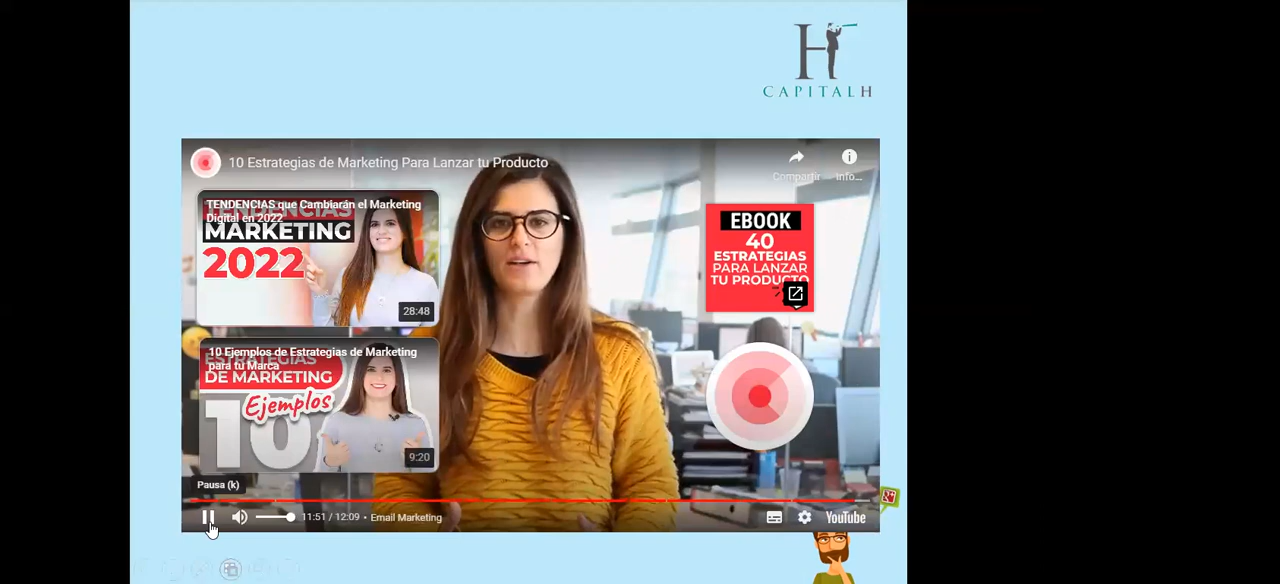 H
CAPITALH
10 Estrategias de Marketing Para Lanzar tu Producto
Compartir
Info...
TENDENCIAS que Cambiarán el Marketing
Digital en 2022
TENDENCIAS
MARKETING
2022
28:48
EBOOK
40
ESTRATEGIAS
PARA LANZAR
TU PRODUCTO
10 Ejemplos de Estrategias de Marketing
para tu Marca
ESTRATEGIAS
DE MARKETING
Ejemplos
10
9:20
Pausa (k)
11:51 / 12:09 • Email Marketing
YouTube